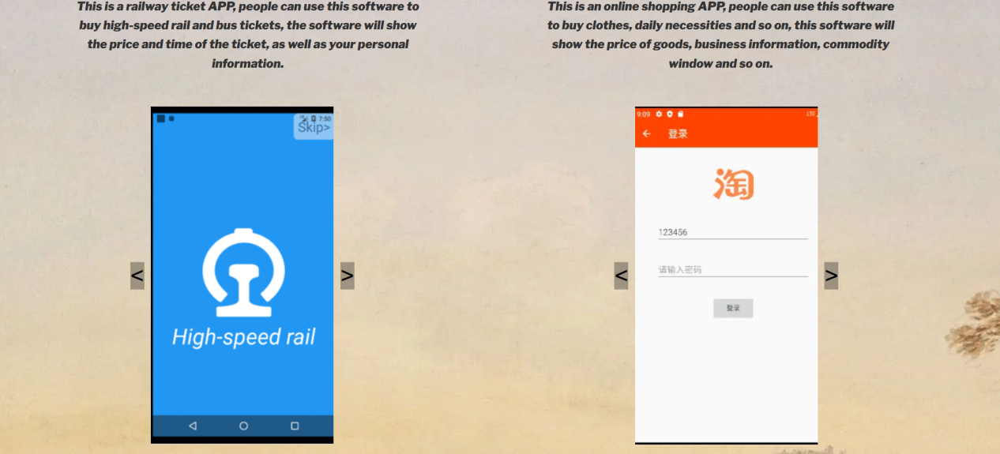 This is a railway ticket APP, people can use this software to
buy high-speed rail and bus tickets, the software will show
the price and time of the ticket, as well as your personal
information.
This is an online shopping APP, people can use this software
to buy clothes, daily necessities and so on, this software will
show the price of goods, business information, commodity
window and so on.
7:50
Skip>
High-speed rail
<
>
9:09
登录
淘
123456
请输入密码
登录
<
>